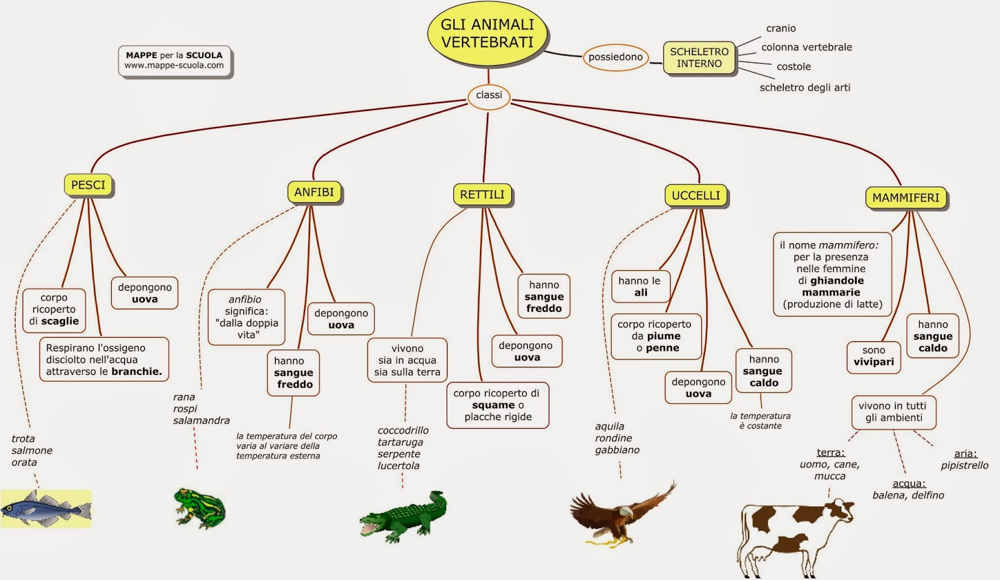 GLI ANIMALI
VERTEBRATI
MAPPE per la SCUOLA
www.mappe-scuola.com
possiedono
SCHELETRO
INTERNO
cranio
colonna vertebrale
costole
scheletro degli arti
classi
PESCI
corpo
ricoperto
di scaglie
Respirano l'ossigeno
disciolto nell'acqua
attraverso le branchie.
depongono
uova
trota
salmone
orata
ANFIBI
anfibio
significa:
"dalla doppia
vita"
hanno
sangue
freddo
depongono
uova
la temperatura del corpo
varia al variare della
temperatura esterna
rana
rospi
salamandra
RETTILI
vivono
sia in acqua
sia sulla terra
corpo ricoperto di
squame o
placche rigide
depongono
uova
hanno
sangue
freddo
coccodrillo
tartaruga
serpente
lucertola
UCCELLI
hanno le
ali
corpo ricoperto
da piume
o penne
depongono
uova
hanno
sangue
caldo
la temperatura
è costante
aquila
rondine
gabbiano
MAMMIFERI
il nome mammifero:
per la presenza
nelle femmine
di ghiandole
mammarie
(produzione di latte)
sono
vivipari
hanno
sangue
caldo
vivono in tutti
gli ambienti
terra:
uomo, cane,
mucca
acqua:
balena, delfino
aria:
pipistrello